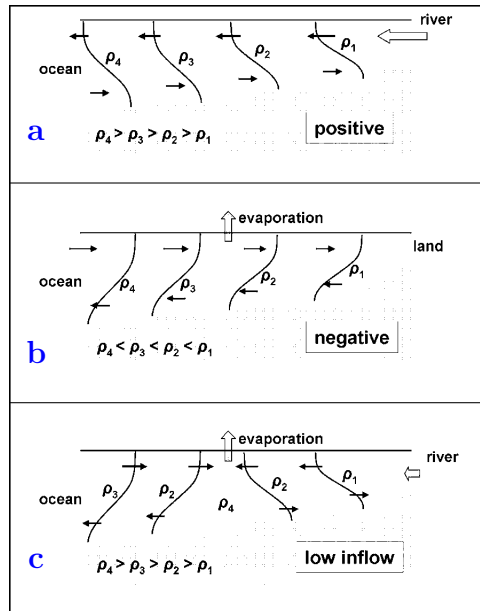 river
ρ4 ρ3 ρ2 ρ1
ocean
a
ρ4 > ρ3 > ρ2 > ρ1
positive
evaporation
land
ocean
ρ4 ρ3 ρ2 ρ1
b
ρ4 < ρ3 < ρ2 < ρ1
negative
evaporation
river
ocean
ρ3 ρ2 ρ4 ρ2 ρ1
c
ρ4 > ρ3 > ρ2 > ρ1
low inflow